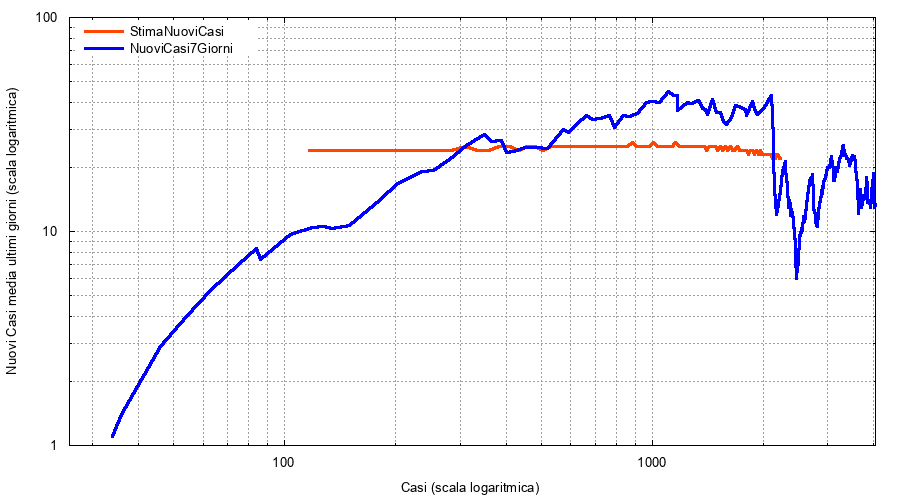 100
StimaNuoviCasi
NuoviCasi7Giorni
Nuovi Casi media ultimi giorni (scala logaritmica)
10
1
100
1000
Casi (scala logaritmica)